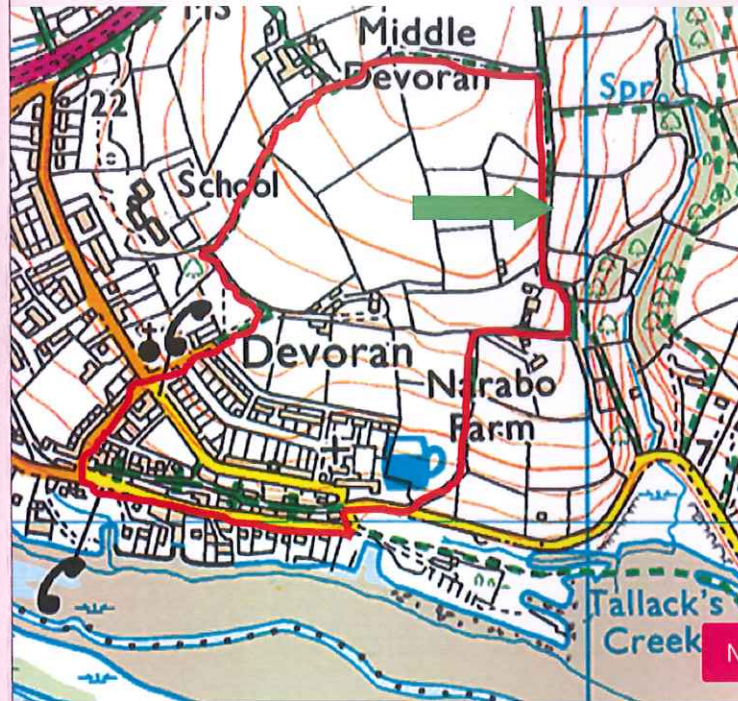 Middle
Devoran
Spr
22
School
Devoran
Narabo
Farm
Tallack's
Creek
N